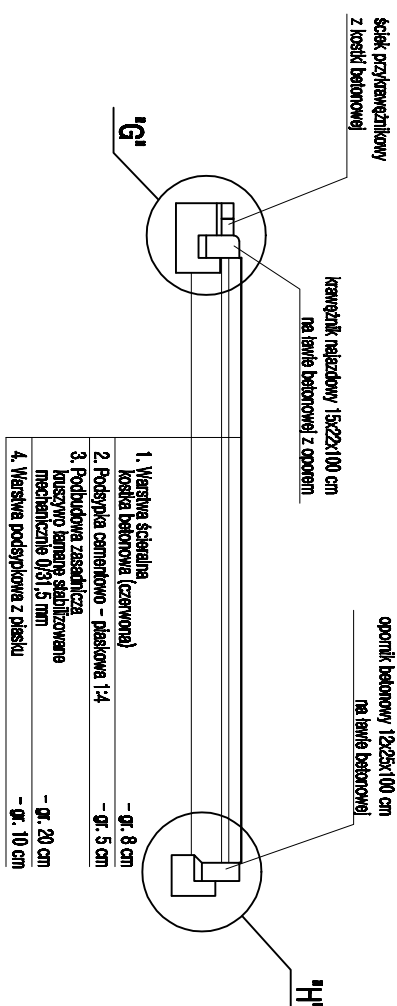 ściek przykrawężnikowy
z kostki betonowej
"G"
krawężnik najazdowy 15x22x100 cm
na ławie betonowej z oporem
opornik betonowy 12x25x100 cm
na ławie betonowej
"H"
1. Warstwa ścieralna
kostka betonowa (czerwona) - gr. 8 cm
2. Podsypka cementowo - piaskowa 1:4 - gr. 5 cm
3. Podbudowa zasadnicza
kruszywo łamane stabilizowane
mechanicznie 0/31,5 mm - gr. 20 cm
4. Warstwa podsypkowa z piasku - gr. 10 cm